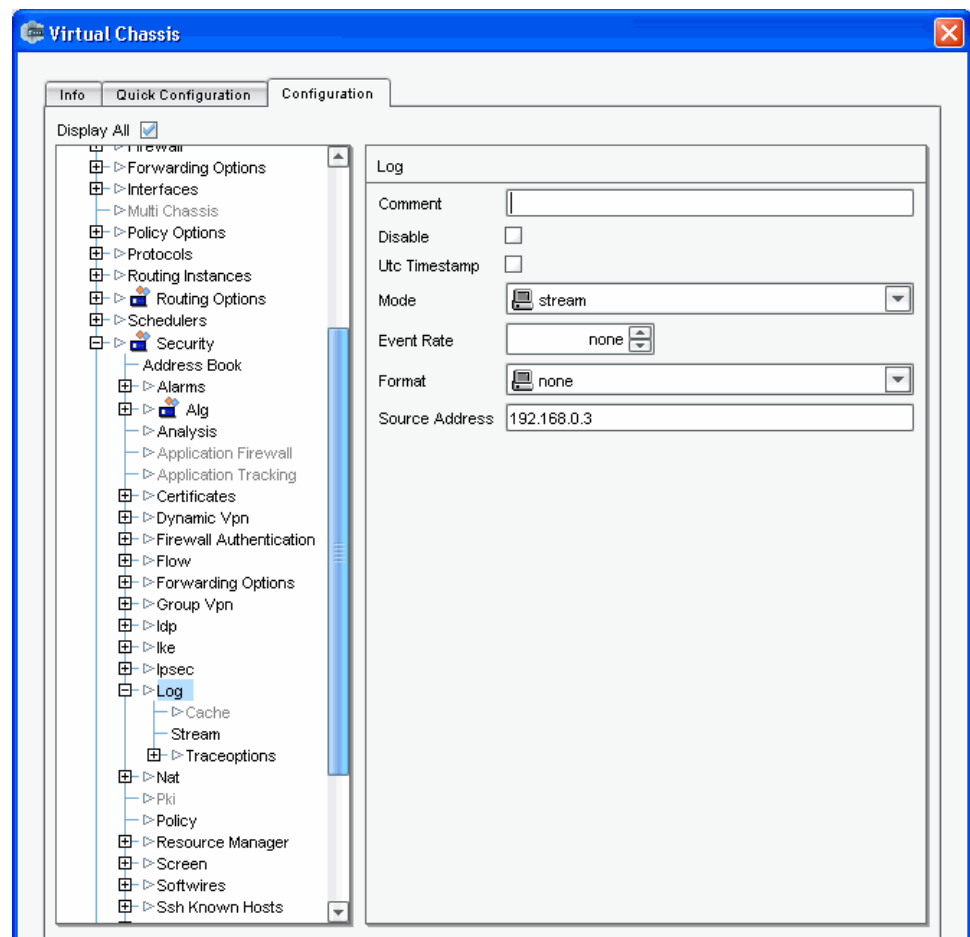 Virtual Chassis
Info Quick Configuration Configuration
Display All
Firewall
Forwarding Options
Interfaces
Multi Chassis
Policy Options
Protocols
Routing Instances
Routing Options
Schedulers
Security
Address Book
Alarms
Alg
Analysis
Application Firewall
Application Tracking
Certificates
Dynamic Vpn
Firewall Authentication
Flow
Forwarding Options
Group Vpn
Idp
Ike
Ipsec
Log
Cache
Stream
Traceoptions
Nat
Pki
Policy
Resource Manager
Screen
Softwires
Ssh Known Hosts
Log
Comment
Disable
Utc Timestamp
Mode stream
Event Rate none
Format none
Source Address 192.168.0.3